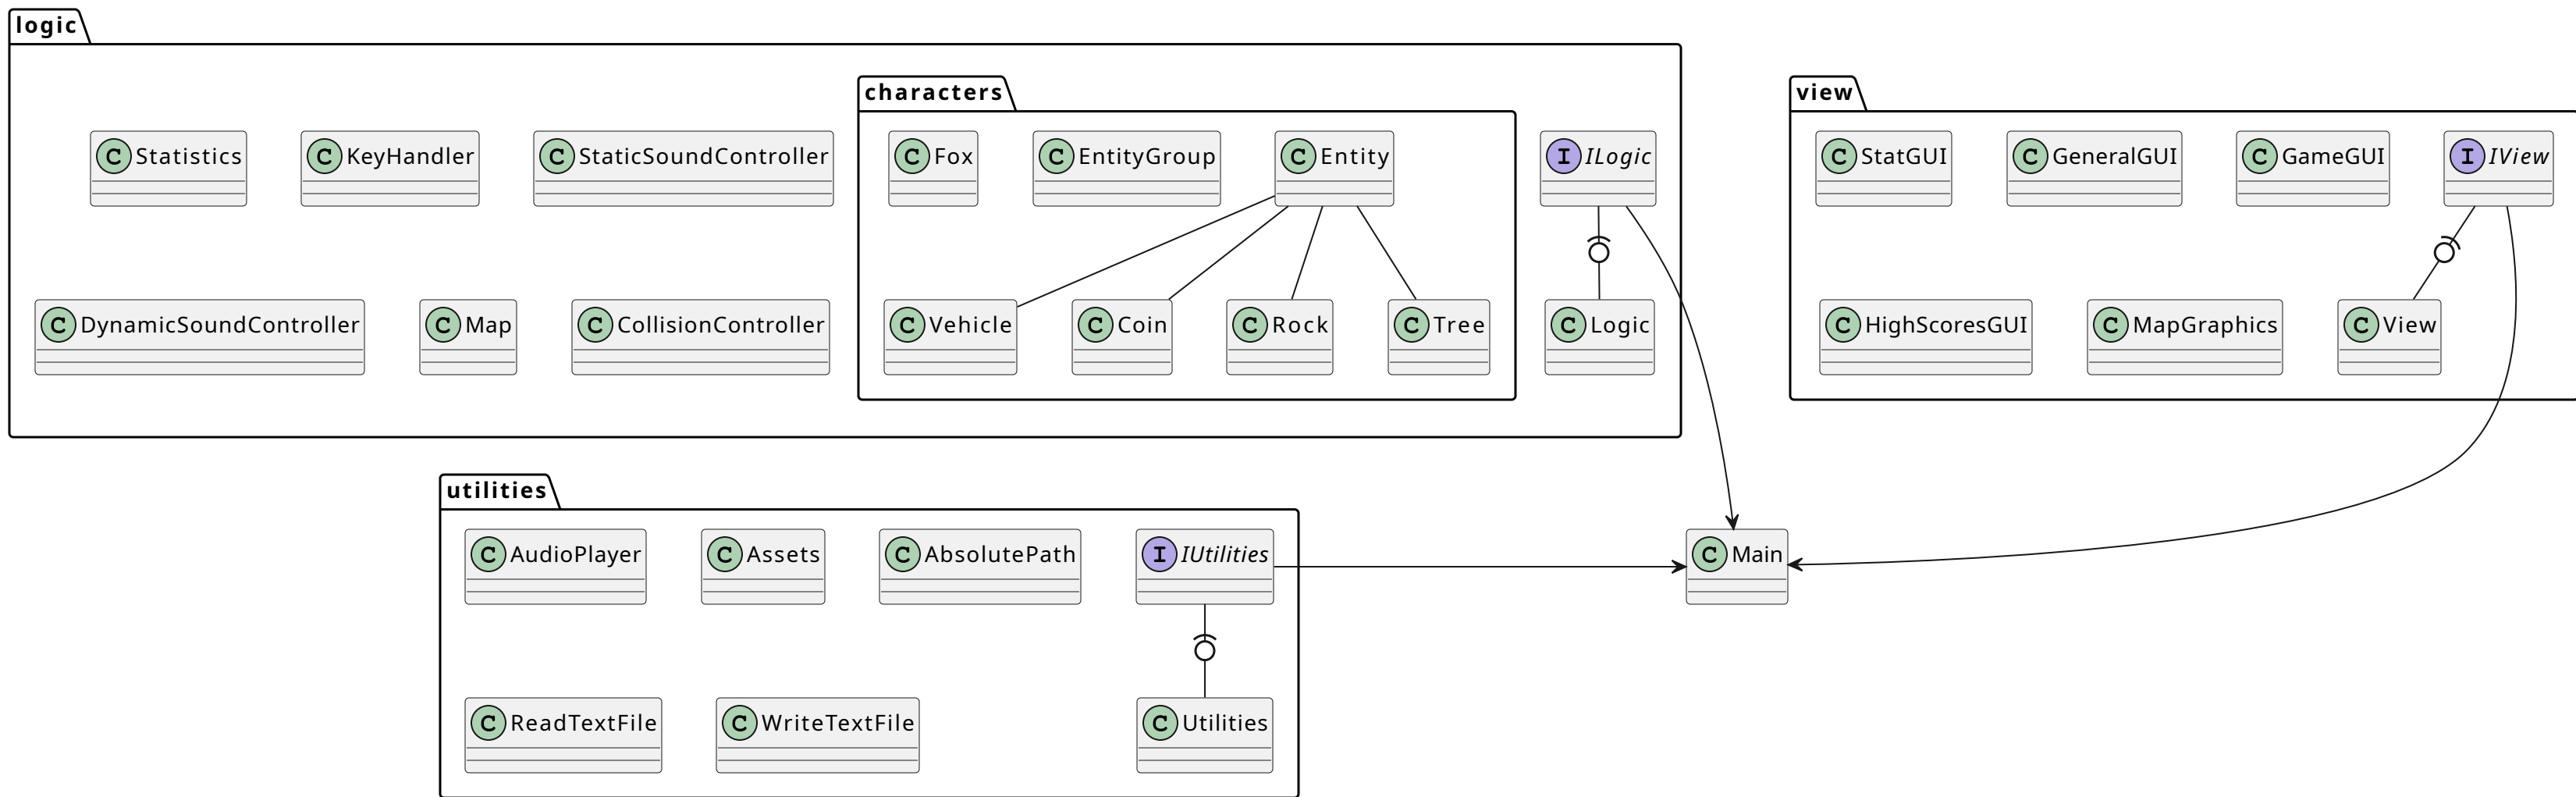 logic
characters
view
C Statistics
C KeyHandler
C StaticSoundController
C Fox
C EntityGroup
C Entity
I ILogic
C StatGUI
C GeneralGUI
C GameGUI
I IView
C DynamicSoundController
C Map
C CollisionController
C Vehicle
C Coin
C Rock
C Tree
C Logic
C HighScoresGUI
C MapGraphics
C View
utilities
C AudioPlayer
C Assets
C AbsolutePath
I IUtilities
C Main
C ReadTextFile
C WriteTextFile
C Utilities